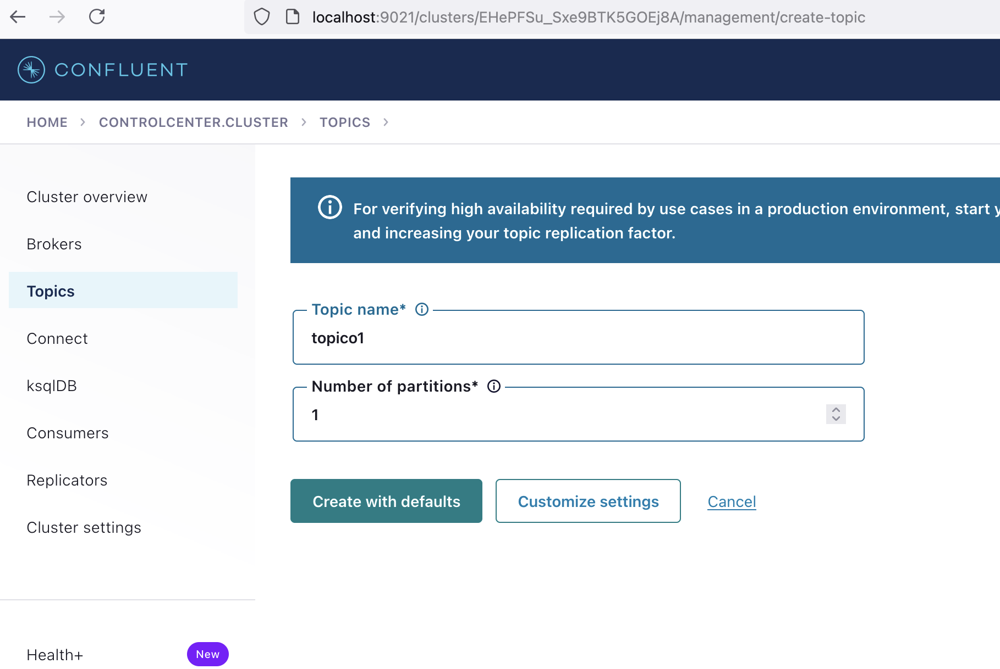 localhost:9021/clusters/EHePFSu_Sxe9BTK5GOEj8A/management/create-topic
CONFLUENT
HOME > CONTROLCENTER.CLUSTER > TOPICS >
Cluster overview
Brokers
Topics
Connect
ksqlDB
Consumers
Replicators
Cluster settings
Health+ New
For verifying high availability required by use cases in a production environment, start
and increasing your topic replication factor.
Topic name*
topico1
Number of partitions*
1
Create with defaults
Customize settings
Cancel